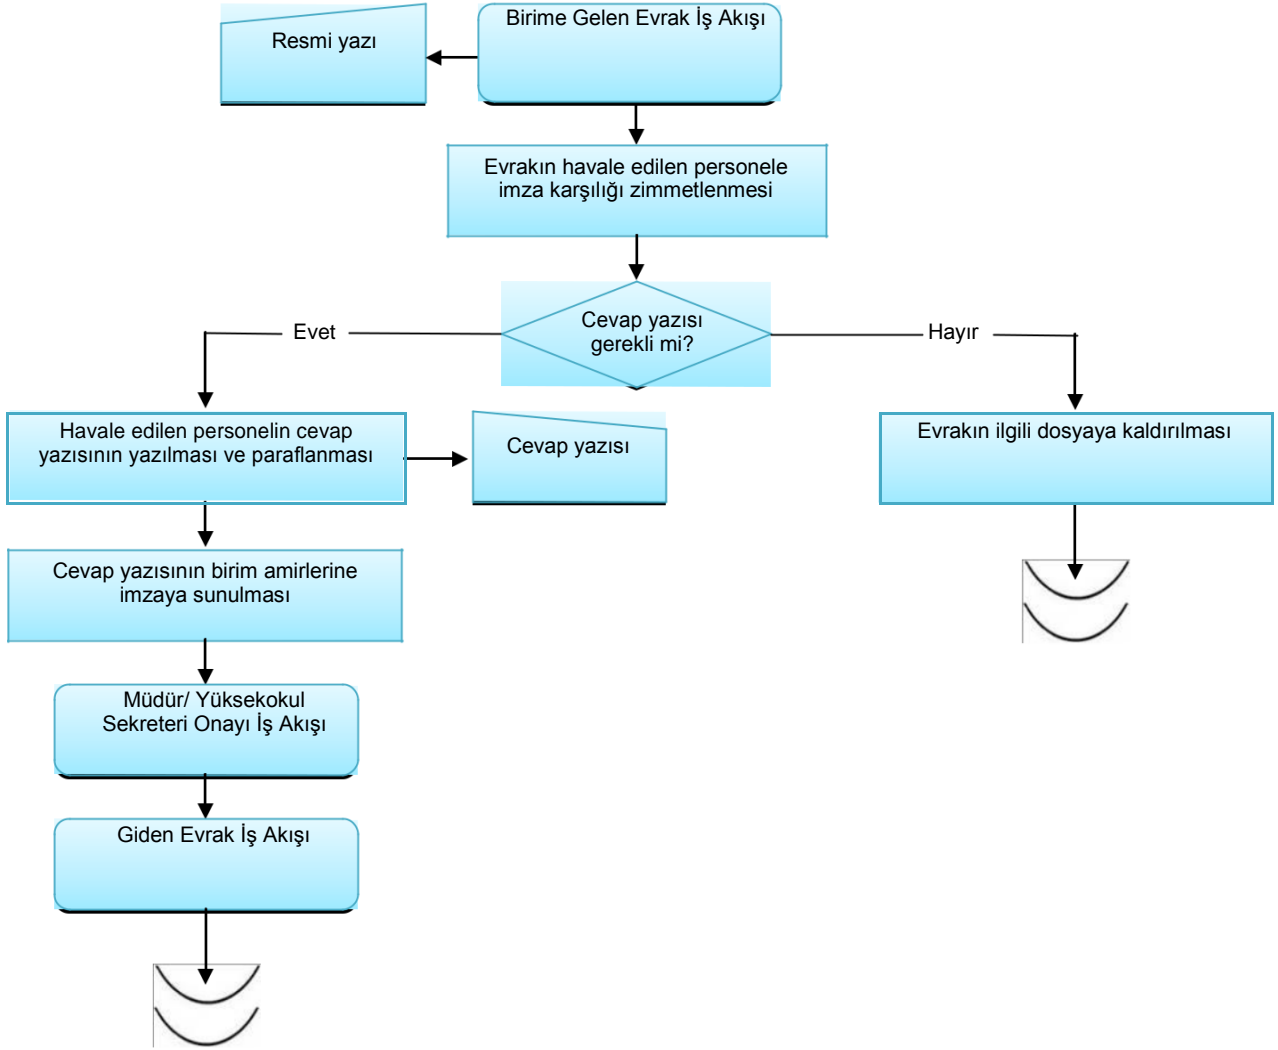 Birime Gelen Evrak İş Akışı
Resmi yazı
Evrakın havale edilen personele
imza karşılığı zimmetlenmesi
Cevap yazısı
gerekli mi?
Evet
Hayır
Havale edilen personelin cevap
yazısının yazılması ve paraflanması
Cevap yazısı
Evrakın ilgili dosyaya kaldırılması
Cevap yazısının birim amirlerine
imzaya sunulması
Müdür/ Yüksekokul
Sekreteri Onayı İş Akışı
Giden Evrak İş Akışı